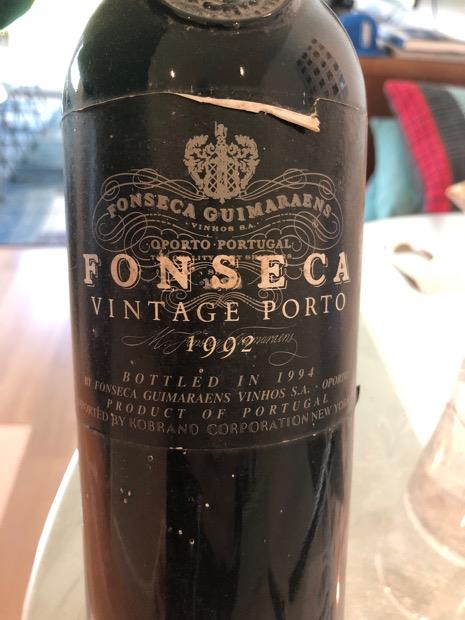 FONSECA GUIMARAENS
VINHOS S.A.
OPORTO · PORTUGAL
FONSECA
VINTAGE PORTO
1992
BOTTLED IN 1994
BY FONSECA GUIMARAENS VINHOS S.A. · OPORTO
PRODUCT OF PORTUGAL
BY KOBRAND CORPORATION NEW YORK